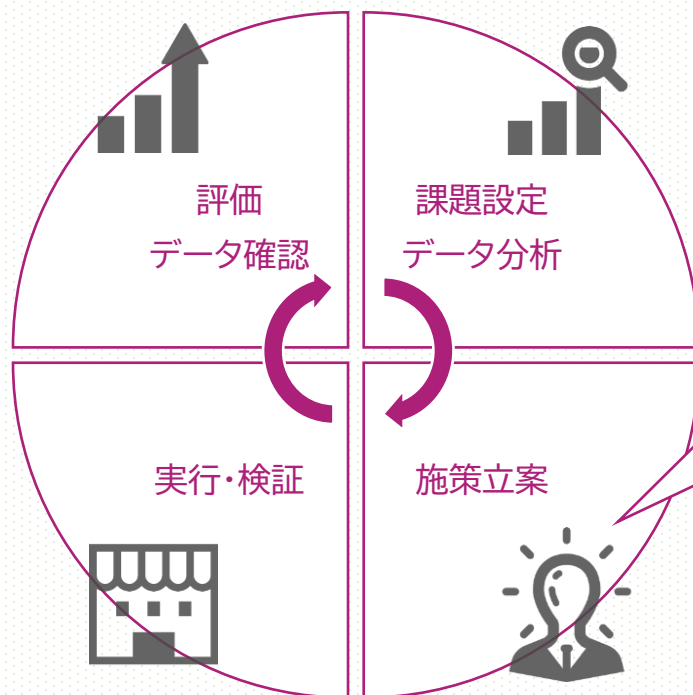 評価
データ確認
課題設定
データ分析
実行・検証
施策立案